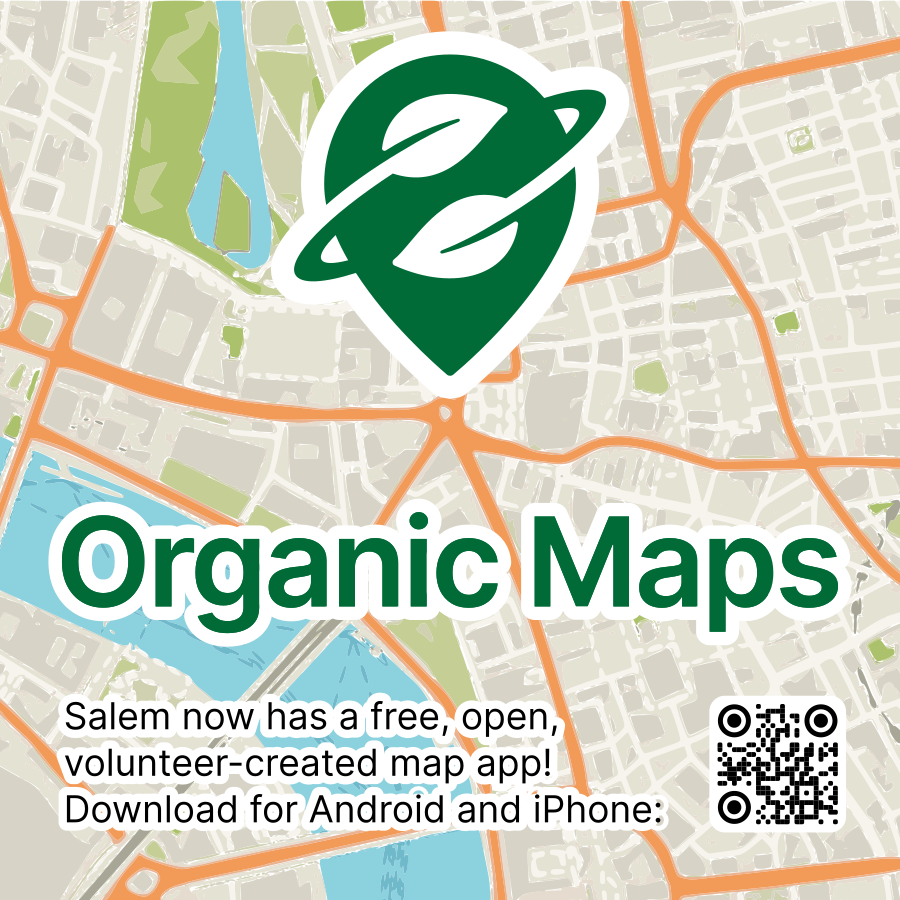 Organic Maps
Salem now has a free, open,
volunteer-created map app!
Download for Android and iPhone: